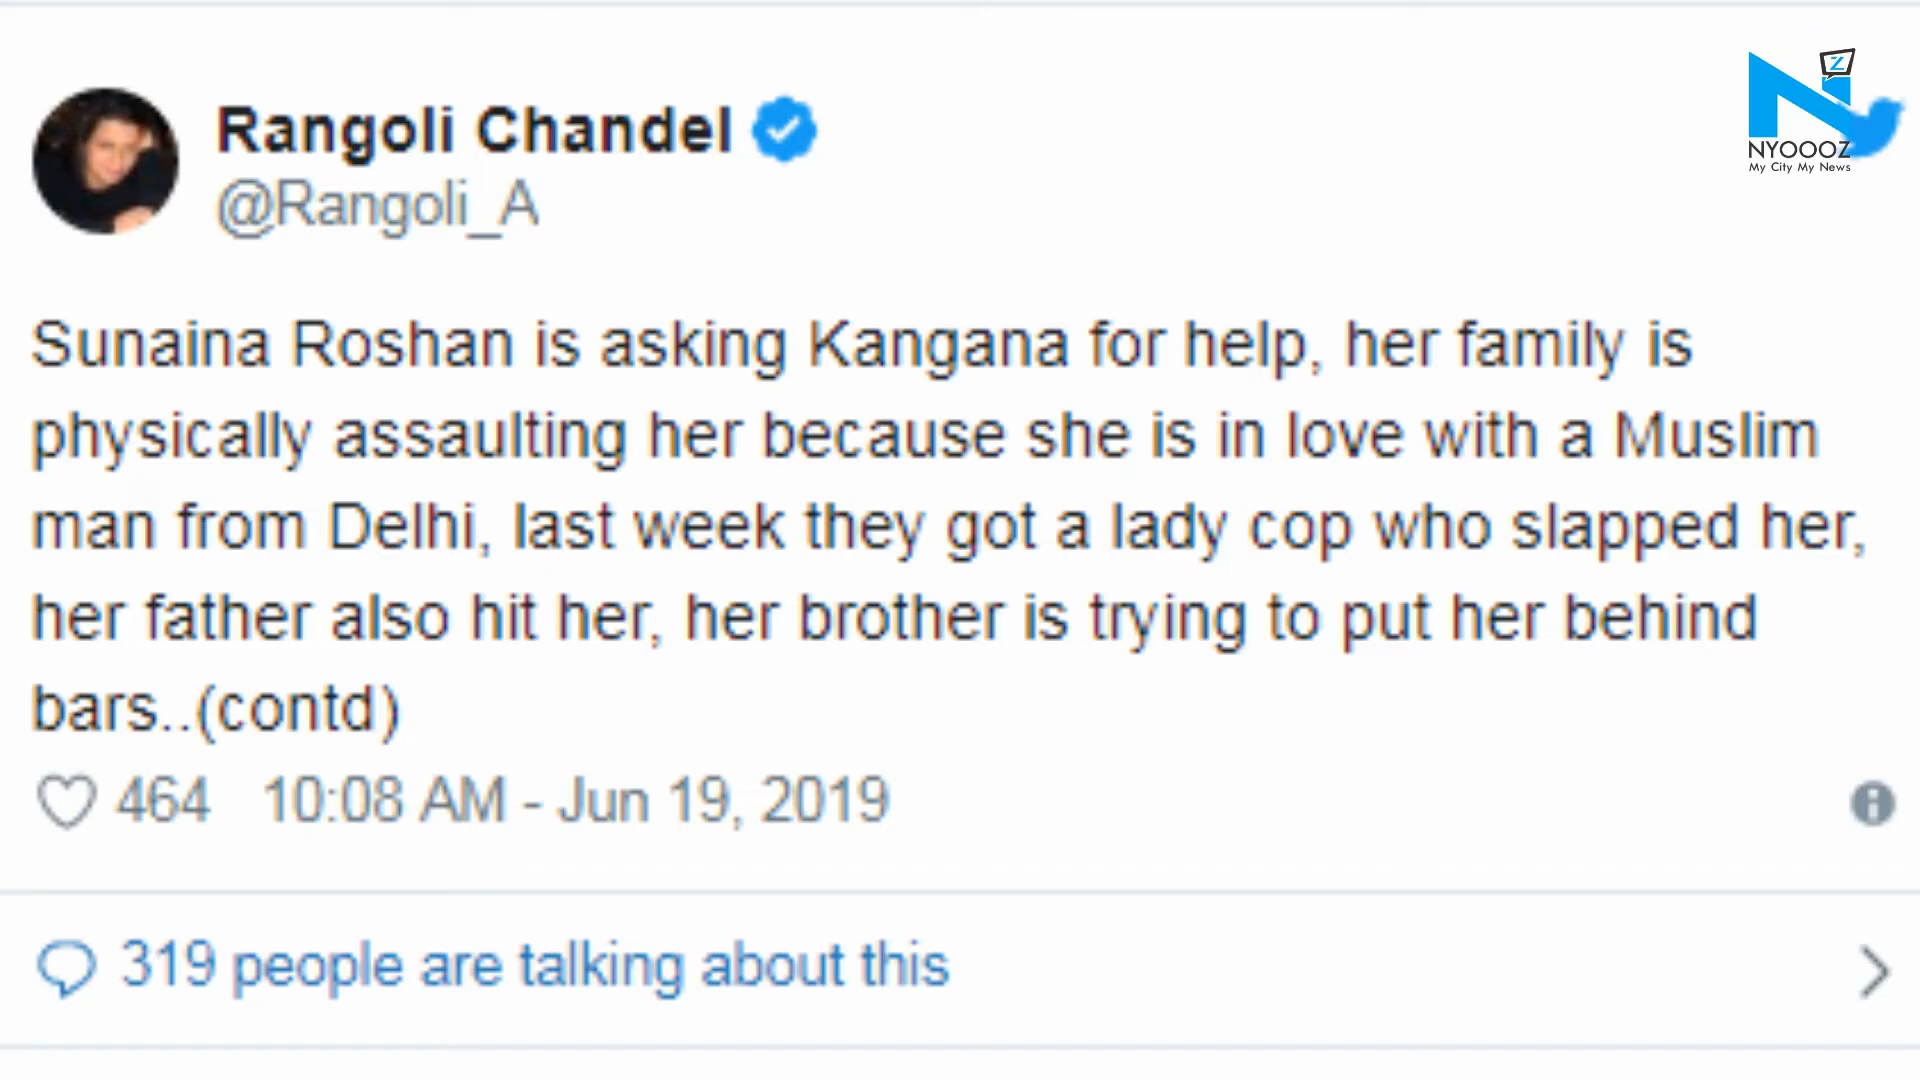 Rangoli Chandel
@Rangoli_A
NYOOOZ
My City My News
Sunaina Roshan is asking Kangana for help, her family is
physically assaulting her because she is in love with a Muslim
man from Delhi, last week they got a lady cop who slapped her,
her father also hit her, her brother is trying to put her behind
bars..(contd)
464 10:08 AM - Jun 19, 2019
319 people are talking about this